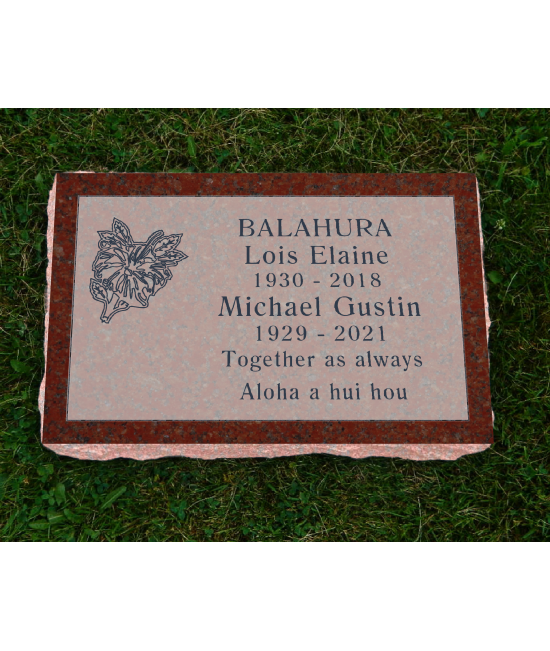 BALAHURA
Lois Elaine
1930 - 2018
Michael Gustin
1929 - 2021
Together as always
Aloha a hui hou